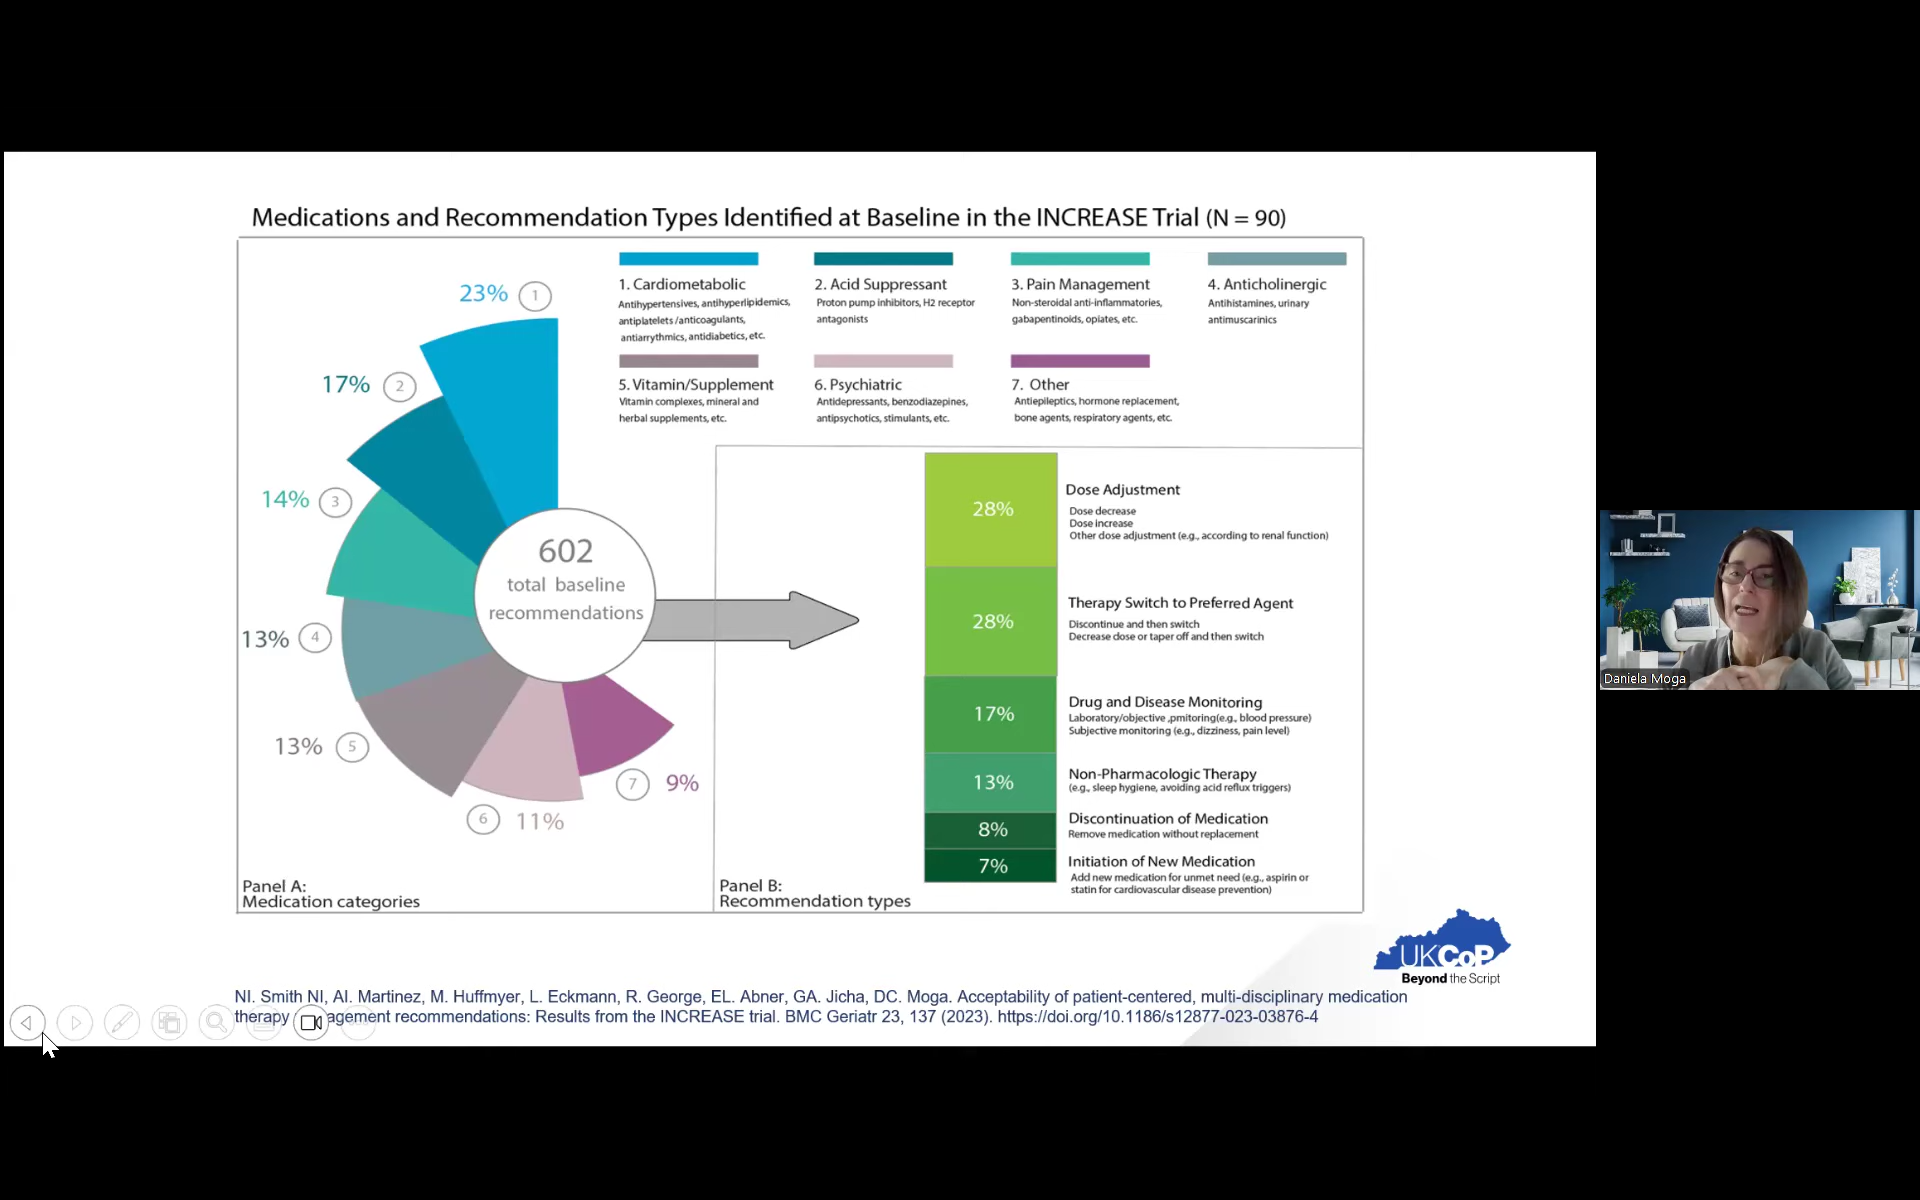 Medications and Recommendation Types Identified at Baseline in the INCREASE Trial (N = 90)
23% 1
17% 2
14% 3
13% 4
13% 5
6 11%
7 9%
602
total baseline
recommendations
1. Cardiometabolic
Antihypertensives, antihyperlipidemics,
antiplatelets /anticoagulants,
antiarrythmics, antidiabetics, etc.
2. Acid Suppressant
Proton pump inhibitors, H2 receptor
antagonists
3. Pain Management
Non-steroidal anti-inflammatories,
gabapentinoids, opiates, etc.
4. Anticholinergic
Antihistamines, urinary
antimuscarinics
5. Vitamin/Supplement
Vitamin complexes, mineral and
herbal supplements, etc.
6. Psychiatric
Antidepressants, benzodiazepines,
antipsychotics, stimulants, etc.
7. Other
Antiepileptics, hormone replacement,
bone agents, respiratory agents, etc.
28%
Dose Adjustment
Dose decrease
Dose increase
Other dose adjustment (e.g., according to renal function)
28%
Therapy Switch to Preferred Agent
Discontinue and then switch
Decrease dose or taper off and then switch
17%
Drug and Disease Monitoring
Laboratory/objective ,pmitoring(e.g., blood pressure)
Subjective monitoring (e.g., dizziness, pain level)
13%
Non-Pharmacologic Therapy
(e.g., sleep hygiene, avoiding acid reflux triggers)
8%
Discontinuation of Medication
Remove medication without replacement
7%
Initiation of New Medication
Add new medication for unmet need (e.g., aspirin or
statin for cardiovascular disease prevention)
Panel A:
Medication categories
Panel B:
Recommendation types
UKCoP
Beyond the Script
NI. Smith NI, AI. Martinez, M. Huffmyer, L. Eckmann, R. George, EL. Abner, GA. Jicha, DC. Moga. Acceptability of patient-centered, multi-disciplinary medication
therapy agement recommendations: Results from the INCREASE trial. BMC Geriatr 23, 137 (2023). https://doi.org/10.1186/s12877-023-03876-4
Daniela Moga